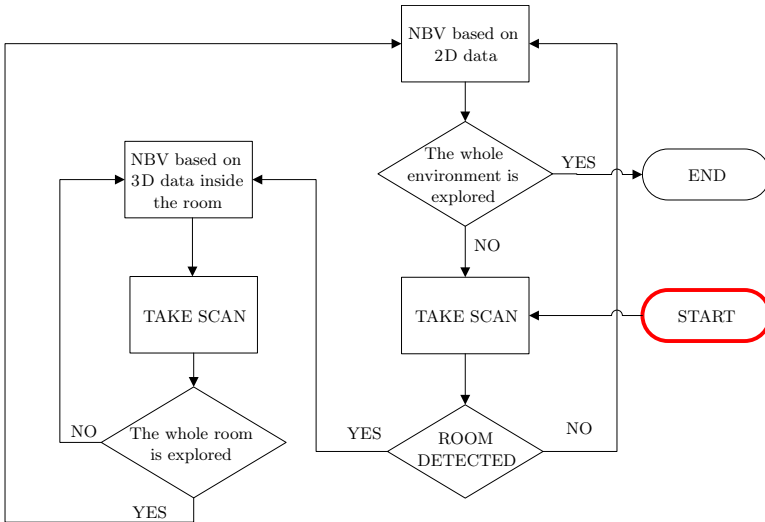 NBV based on
2D data
The whole
environment is
explored
YES
END
NBV based on
3D data inside
the room
NO
TAKE SCAN
TAKE SCAN
START
The whole room
is explored
NO
YES
ROOM
DETECTED
YES
NO